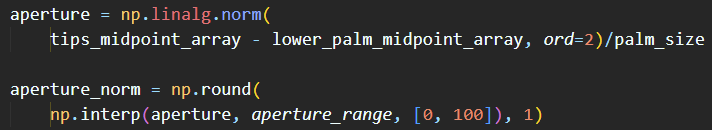 aperture = np.linalg.norm(
tips_midpoint_array - lower_palm_midpoint_array, ord=2)/palm_size
aperture_norm = np.round(
np.interp(aperture, aperture_range, [0, 100]), 1)